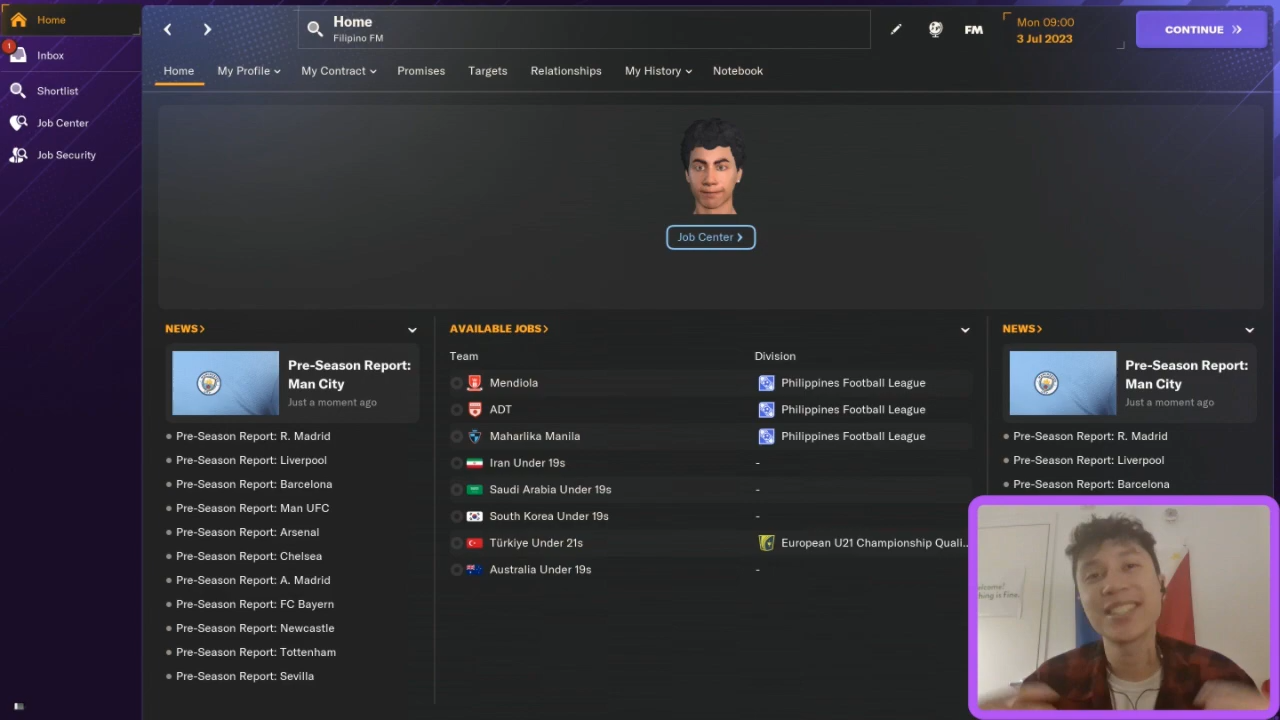 Home
1
Inbox
Shortlist
Job Center
Job Security
Home
Filipino FM
FM
Mon 09:00
3 Jul 2023
CONTINUE
Home
My Profile
My Contract
Promises
Targets
Relationships
My History
Notebook
Job Center
NEWS
Pre-Season Report:
Man City
Just a moment ago
Pre-Season Report: R. Madrid
Pre-Season Report: Liverpool
Pre-Season Report: Barcelona
Pre-Season Report: Man UFC
Pre-Season Report: Arsenal
Pre-Season Report: Chelsea
Pre-Season Report: A. Madrid
Pre-Season Report: FC Bayern
Pre-Season Report: Newcastle
Pre-Season Report: Tottenham
Pre-Season Report: Sevilla
AVAILABLE JOBS
Team Division
Mendiola Philippines Football League
ADT Philippines Football League
Maharlika Manila Philippines Football League
Iran Under 19s -
Saudi Arabia Under 19s -
South Korea Under 19s -
Türkiye Under 21s European U21 Championship Quali..
Australia Under 19s -
NEWS
Pre-Season Report:
Man City
Just a moment ago
Pre-Season Report: R. Madrid
Pre-Season Report: Liverpool
Pre-Season Report: Barcelona
elcome!
thing is Fine.